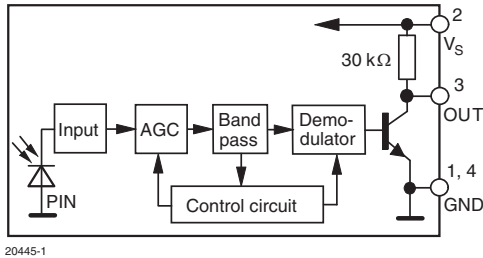 2
V_S
30 kΩ
3
OUT
Input
AGC
Band
pass
Demo-
dulator
1, 4
GND
PIN
Control circuit
20445-1